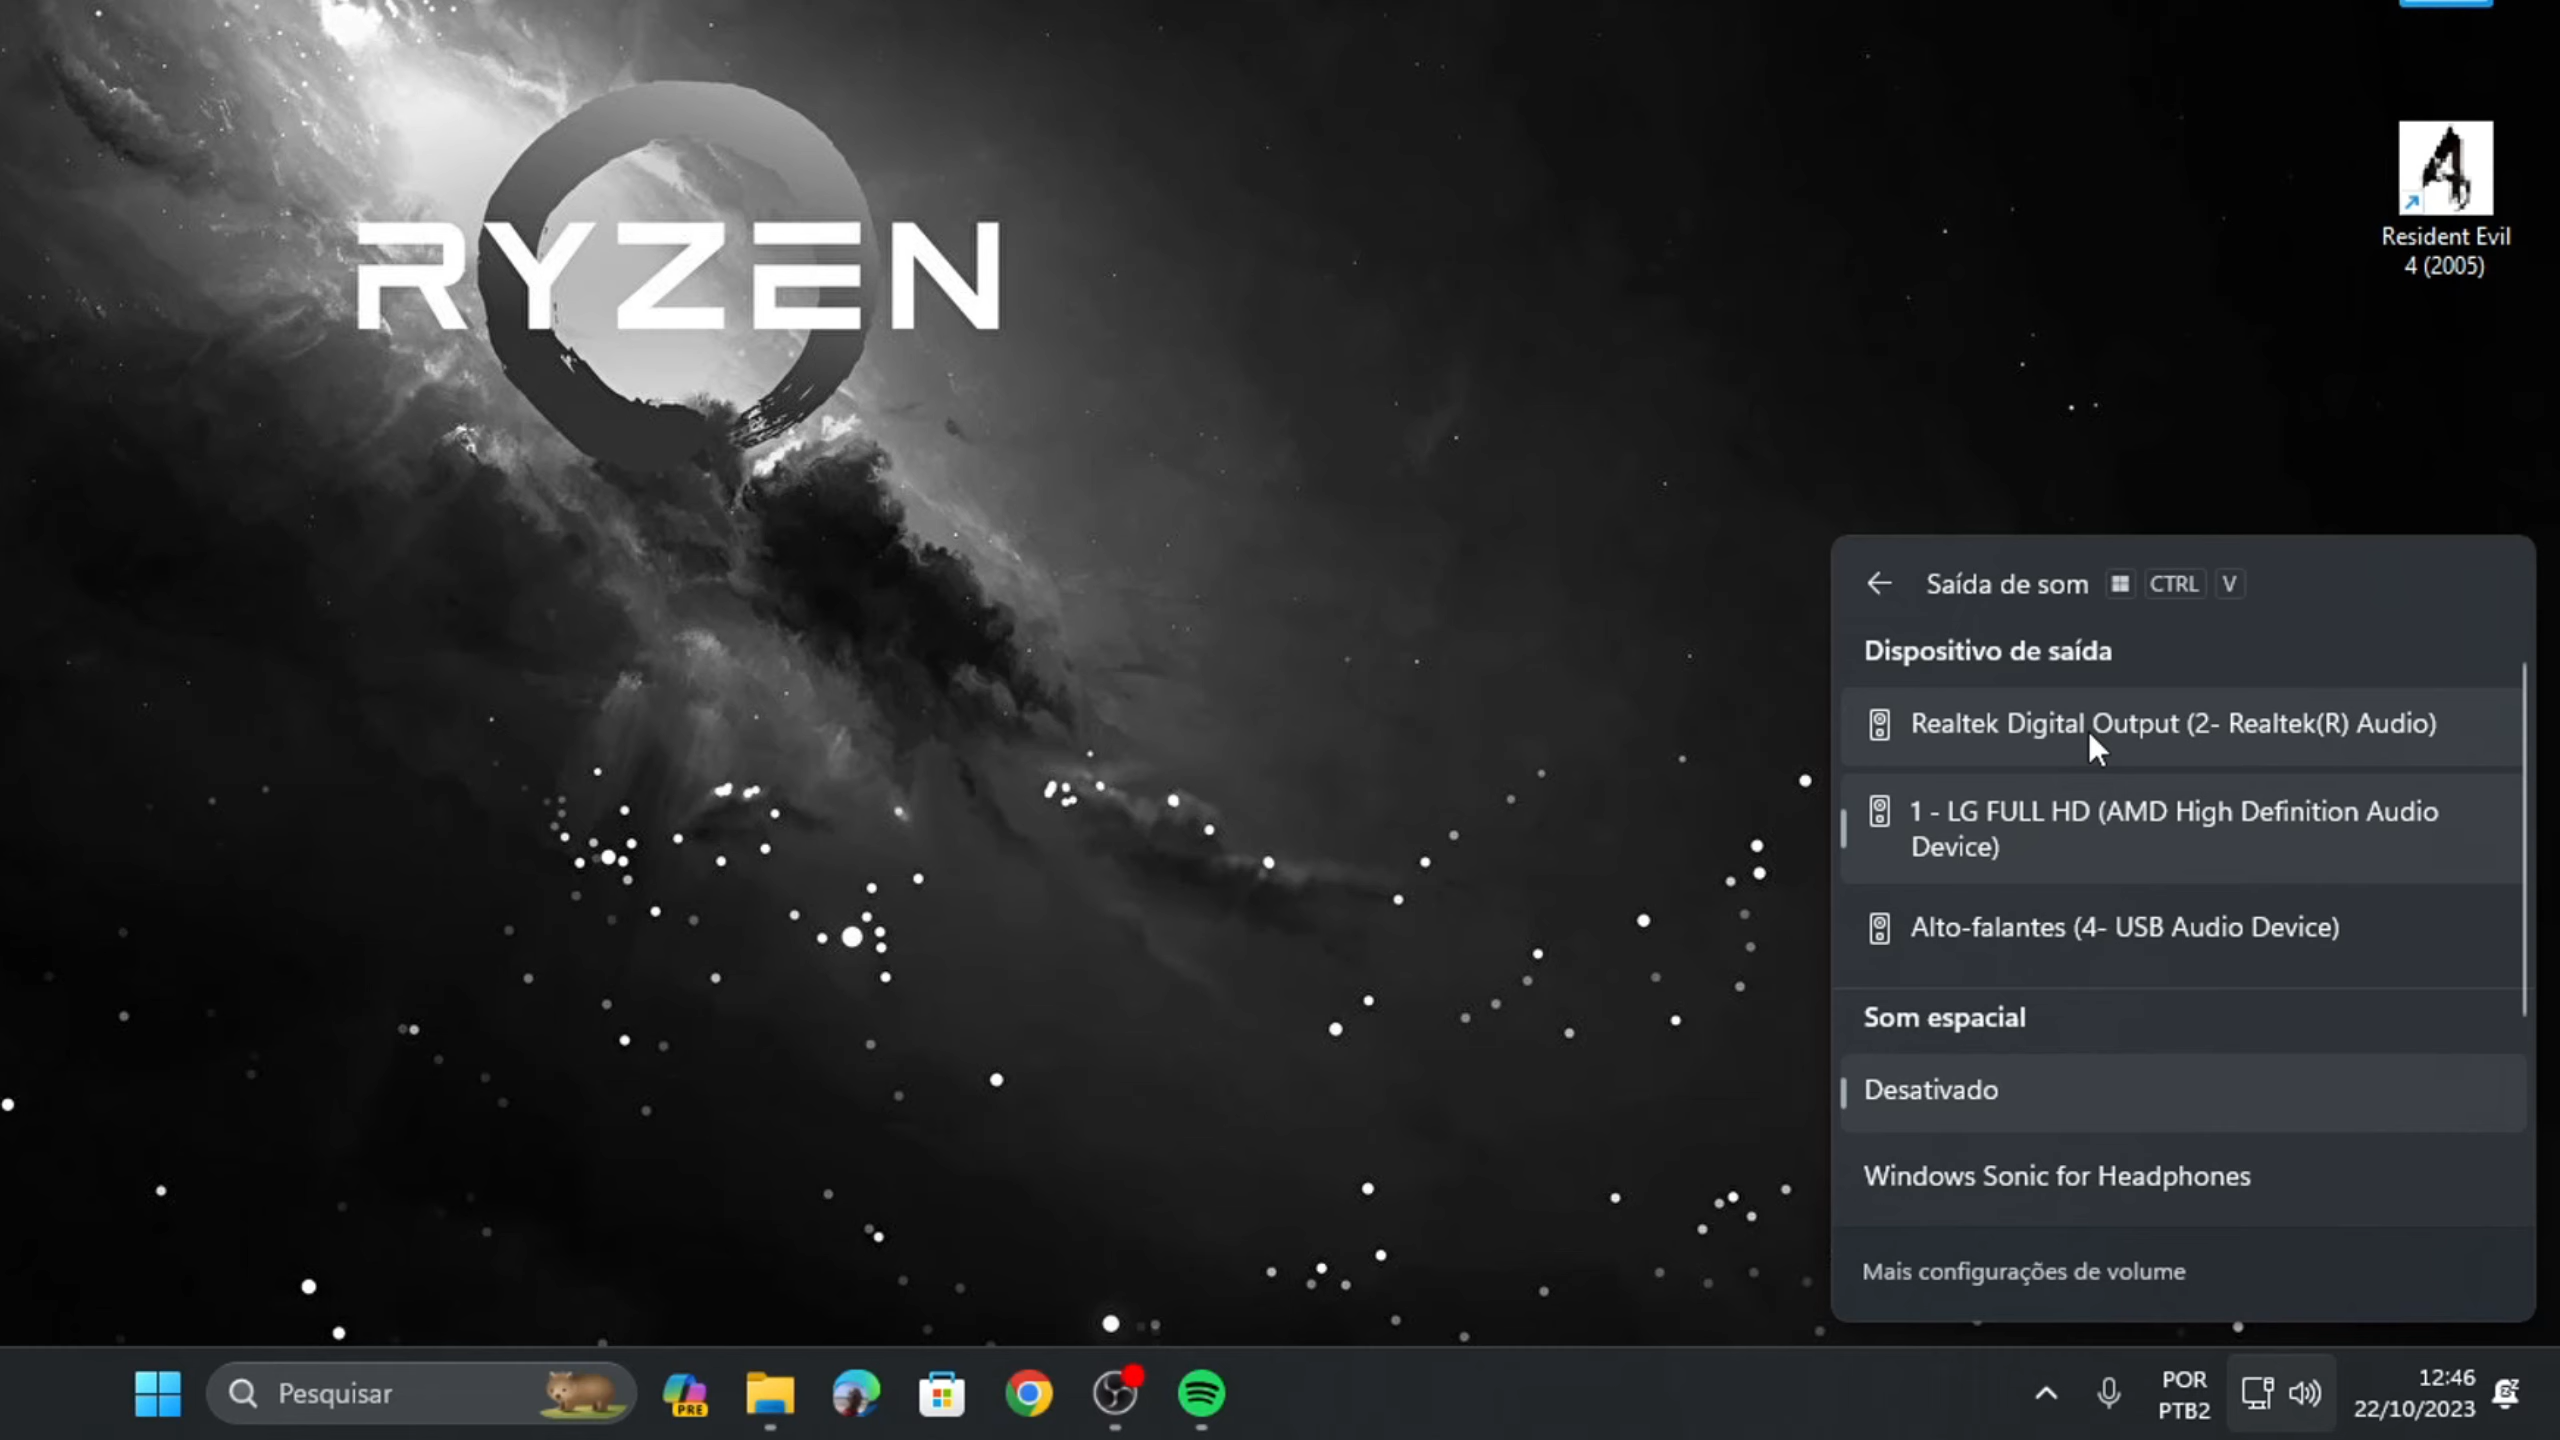 RYZEN
Resident Evil
4 (2005)
Saída de som CTRL V
Dispositivo de saída
Realtek Digital Output (2- Realtek(R) Audio)
1 - LG FULL HD (AMD High Definition Audio
Device)
Alto-falantes (4- USB Audio Device)
Som espacial
Desativado
Windows Sonic for Headphones
Mais configurações de volume
Pesquisar
PRE
POR
PTB2
12:46
22/10/2023